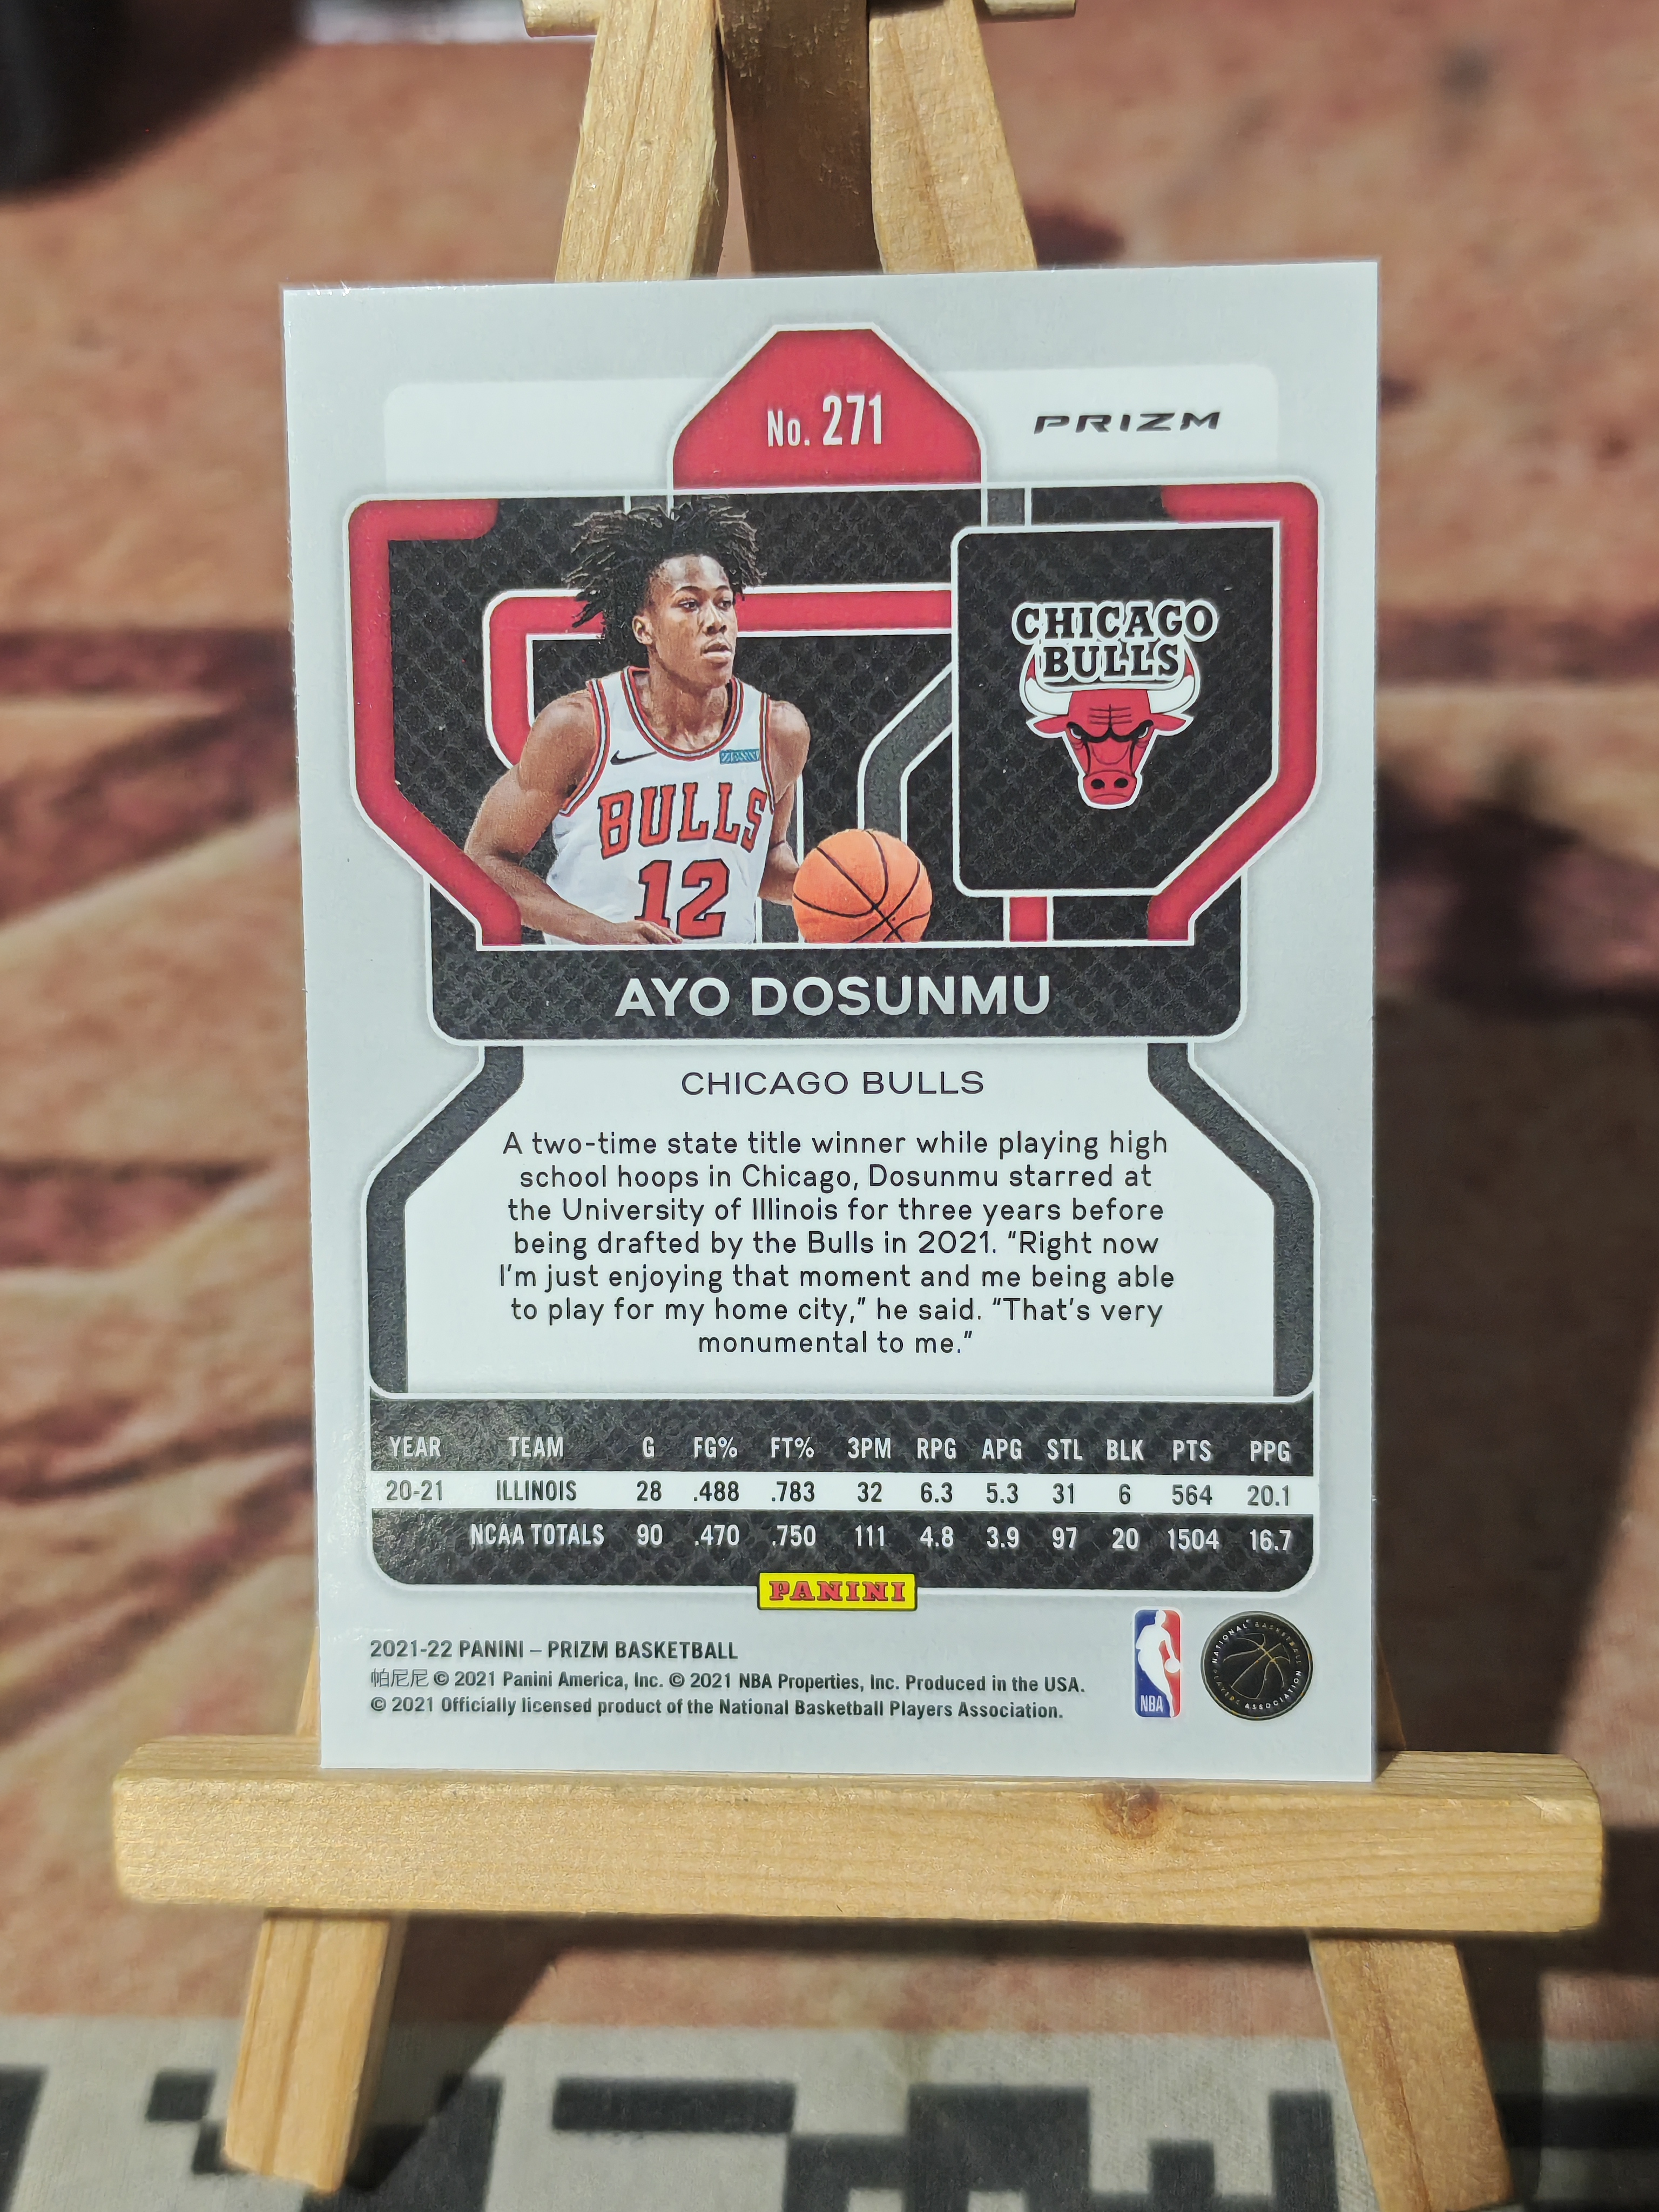 No. 271
PRIZM
CHICAGO
BULLS
BULLS
12
AYO DOSUNMU
CHICAGO BULLS
A two-time state title winner while playing high
school hoops in Chicago, Dosunmu starred at
the University of Illinois for three years before
being drafted by the Bulls in 2021. “Right now
I’m just enjoying that moment and me being able
to play for my home city,” he said. “That’s very
monumental to me.”
YEAR TEAM G FG% FT% 3PM RPG APG STL BLK PTS PPG
20-21 ILLINOIS 28 .488 .783 32 6.3 5.3 31 6 564 20.1
NCAA TOTALS 90 .470 .750 111 4.8 3.9 97 20 1504 16.7
PANINI
2021-22 PANINI – PRIZM BASKETBALL
帕尼尼 © 2021 Panini America, Inc. © 2021 NBA Properties, Inc. Produced in the USA.
© 2021 Officially licensed product of the National Basketball Players Association.
NBA
NATIONAL BASKETBALL PLAYERS ASSOCIATION